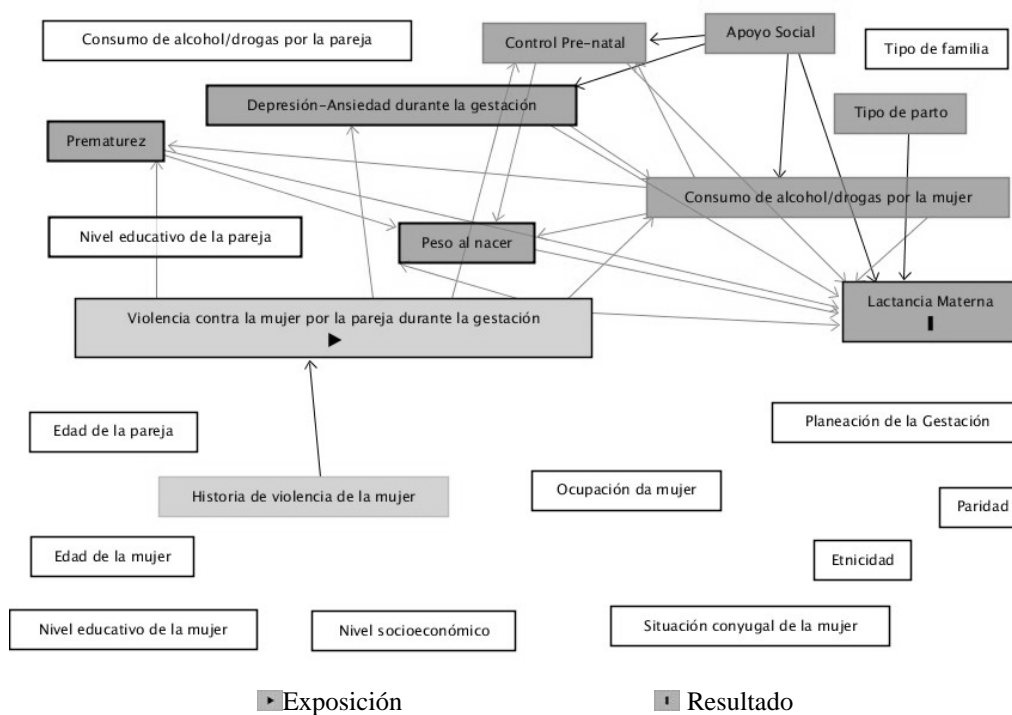 Consumo de alcohol/drogas por la pareja
Control Pre-natal
Apoyo Social
Tipo de familia
Depresión-Ansiedad durante la gestación
Tipo de parto
Prematurez
Consumo de alcohol/drogas por la mujer
Nivel educativo de la pareja
Peso al nacer
Lactancia Materna
Violencia contra la mujer por la pareja durante la gestación
Edad de la pareja
Planeación de la Gestación
Historia de violencia de la mujer
Ocupación da mujer
Paridad
Edad de la mujer
Etnicidad
Nivel educativo de la mujer
Nivel socioeconómico
Situación conyugal de la mujer
Exposición
Resultado